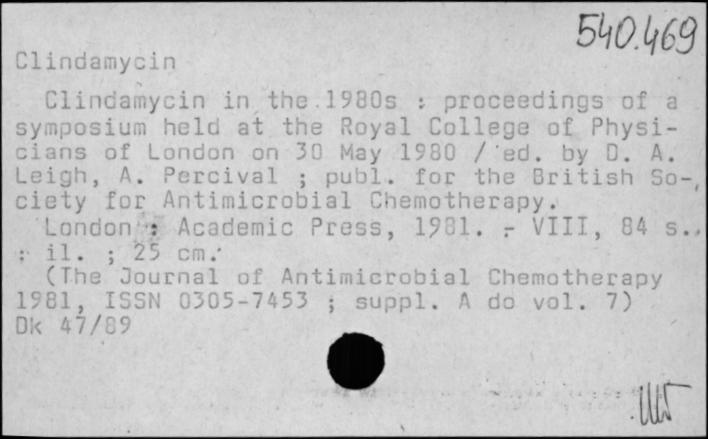 540.469
Clindamycin
Clindamycin in the 1980s : proceedings of a
symposium held at the Royal College of Physi-
cians of London on 30 May 1980 / ed. by D. A.
Leigh, A. Percival ; publ. for the British So-
ciety for Antimicrobial Chemotherapy.
London : Academic Press, 1981. - VIII, 84 s.
: il. ; 25 cm.
(The Journal of Antimicrobial Chemotherapy
1981, ISSN 0305-7453 ; suppl. A do vol. 7)
Dk 47/89